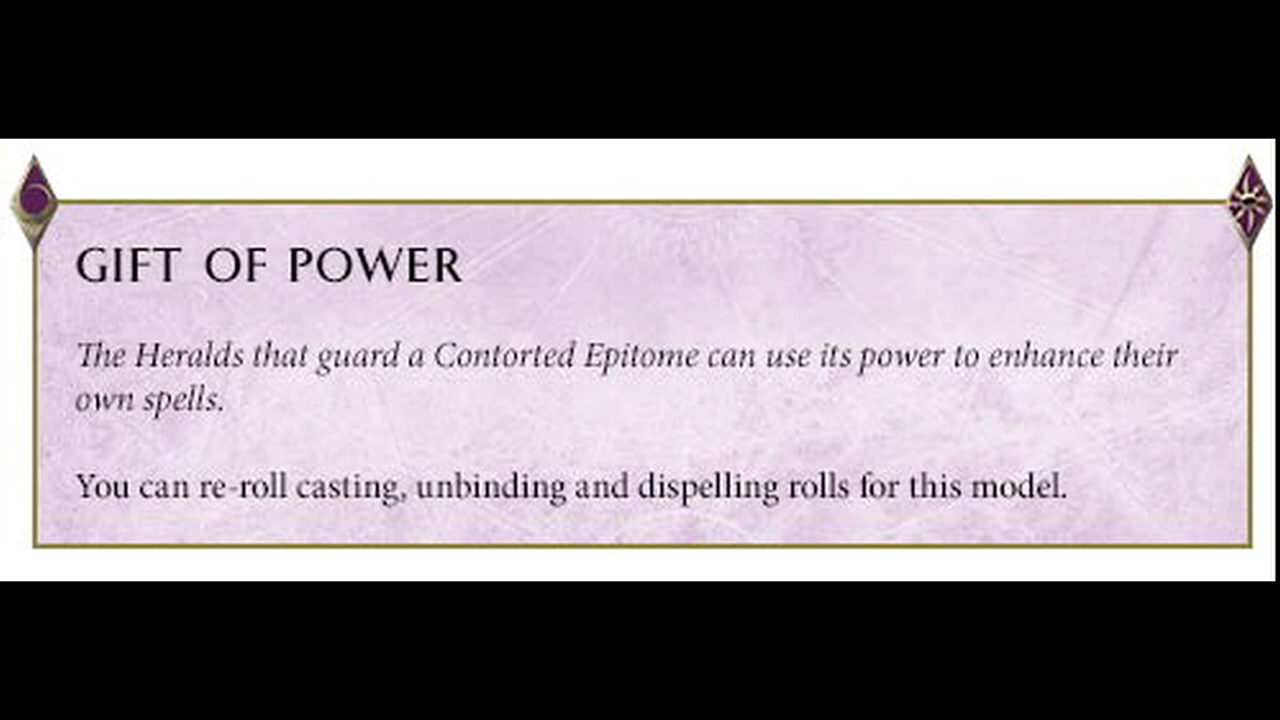 GIFT OF POWER
The Heralds that guard a Contorted Epitome can use its power to enhance their
own spells.
You can re-roll casting, unbinding and dispelling rolls for this model.